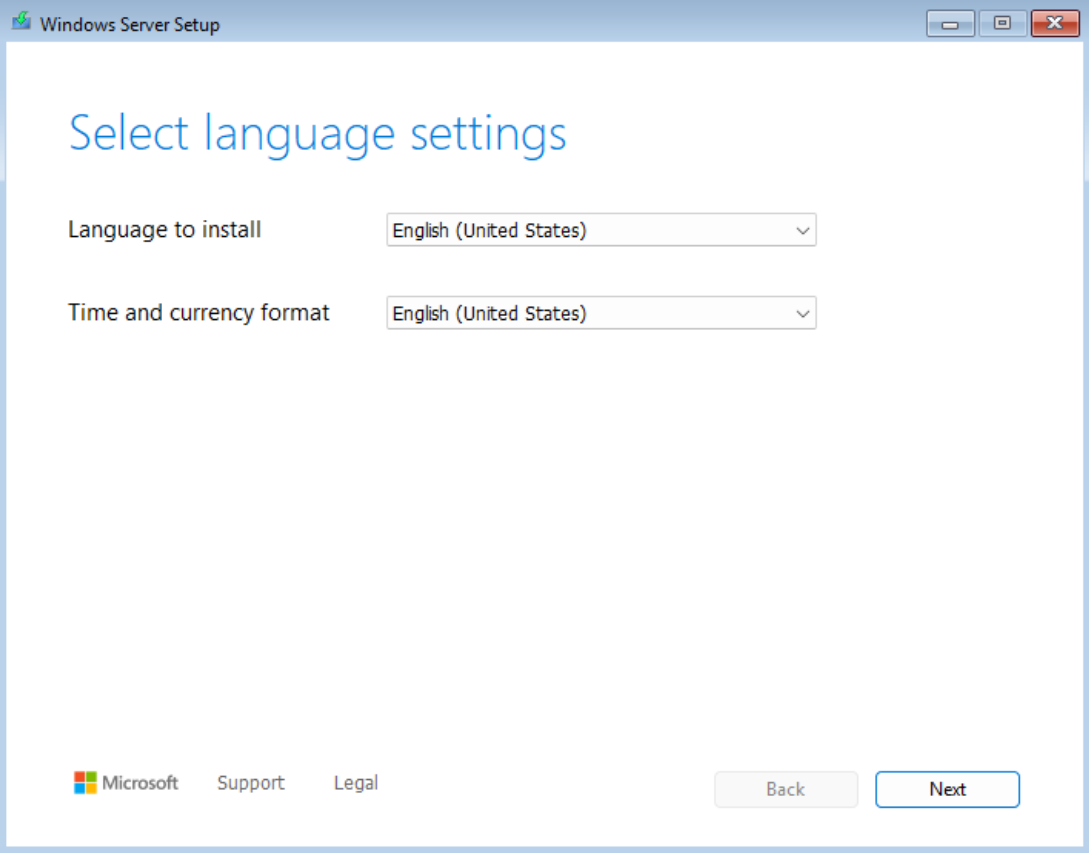 Windows Server Setup
Select language settings
Language to install English (United States)
Time and currency format English (United States)
Microsoft Support Legal Back Next